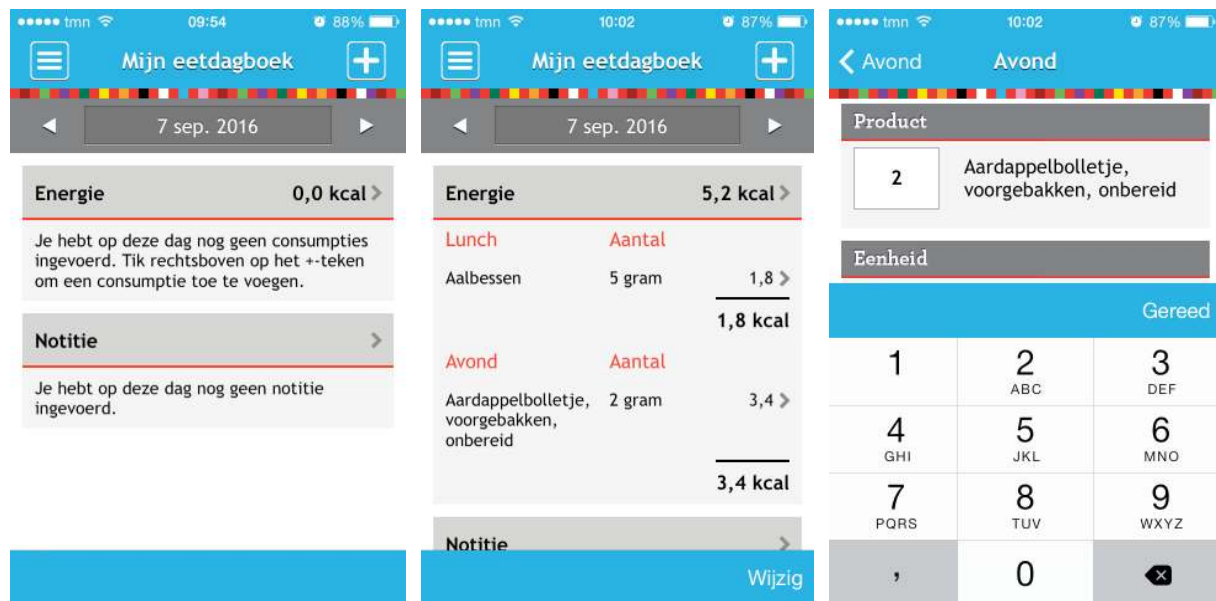 tmn 09:54 88%
Mijn eetdagboek
7 sep. 2016
Energie 0,0 kcal
Je hebt op deze dag nog geen consumpties
ingevoerd. Tik rechtsboven op het +-teken
om een consumptie toe te voegen.
Notitie
Je hebt op deze dag nog geen notitie
ingevoerd.
tmn 10:02 87%
Mijn eetdagboek
7 sep. 2016
Energie 5,2 kcal
Lunch Aantal
Aalbessen 5 gram 1,8
1,8 kcal
Avond Aantal
Aardappelbolletje, 2 gram 3,4
voorgebakken,
onbereid
3,4 kcal
Notitie
Wijzig
tmn 10:02 87%
Avond Avond
Product
2 Aardappelbolletje,
voorgebakken, onbereid
Eenheid
Gereed
1 2 3
ABC DEF
4 5 6
GHI JKL MNO
7 8 9
PQRS TUV WXYZ
, 0